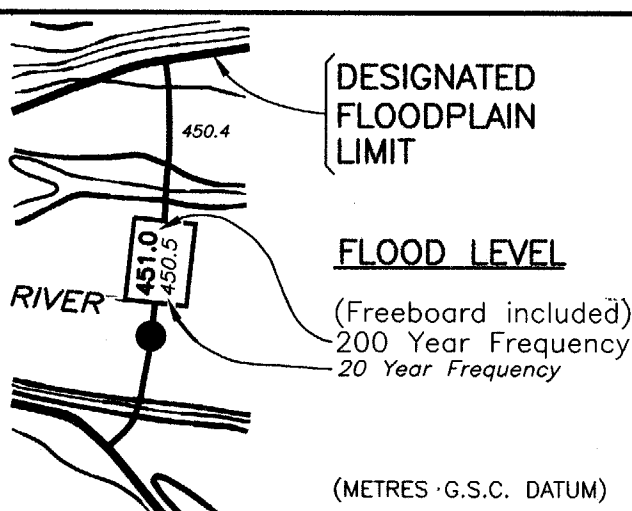 DESIGNATED
FLOODPLAIN
LIMIT
450.4
451.0
450.5
RIVER
FLOOD LEVEL
(Freeboard included)
200 Year Frequency
20 Year Frequency
(METRES G.S.C. DATUM)